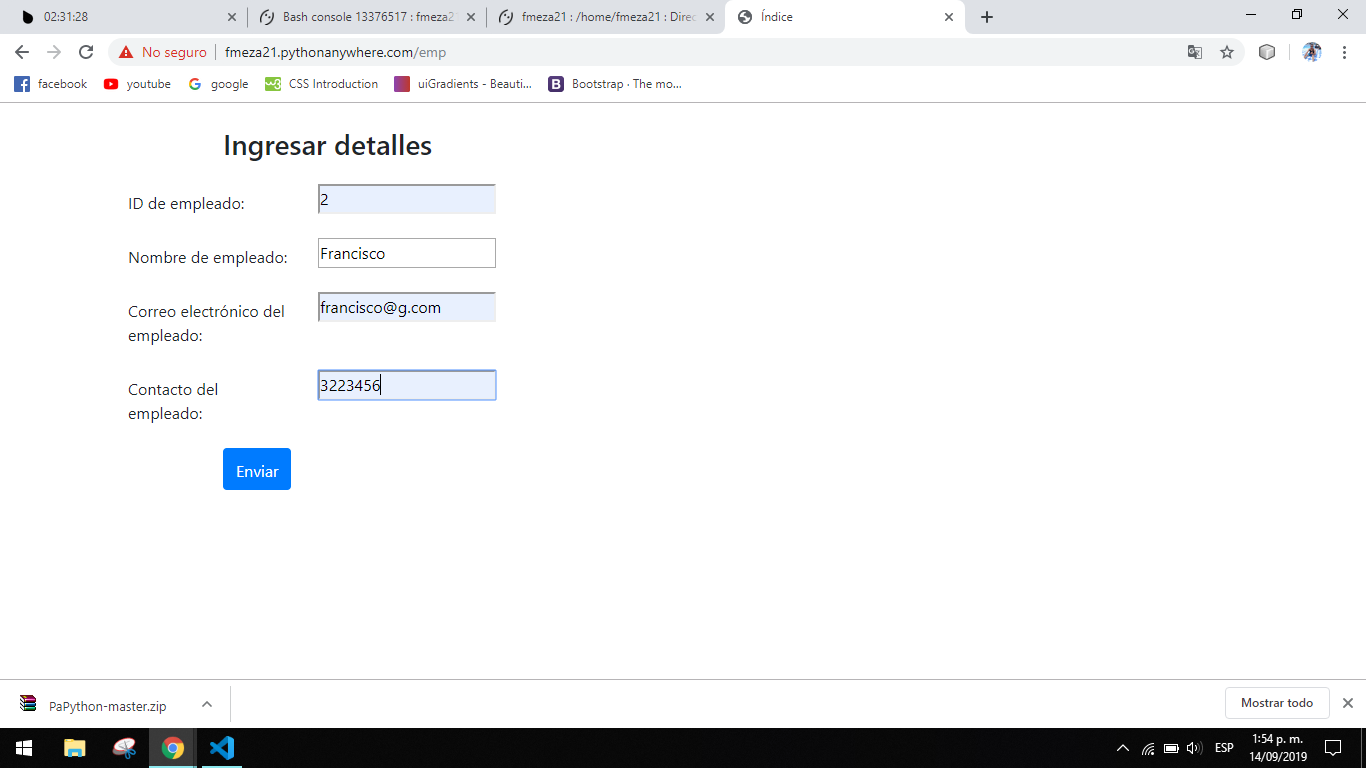 02:31:28
Bash console 13376517 : fmeza2
fmeza21 : /home/fmeza21 : Direc
Índice
No seguro
fmeza21.pythonanywhere.com/emp
facebook
youtube
google
CSS Introduction
uiGradients - Beauti...
Bootstrap · The mo...
Ingresar detalles
ID de empleado:
2
Nombre de empleado:
Francisco
Correo electrónico del
empleado:
francisco@g.com
Contacto del
empleado:
3223456
Enviar
PaPython-master.zip
Mostrar todo
ESP
1:54 p. m.
14/09/2019